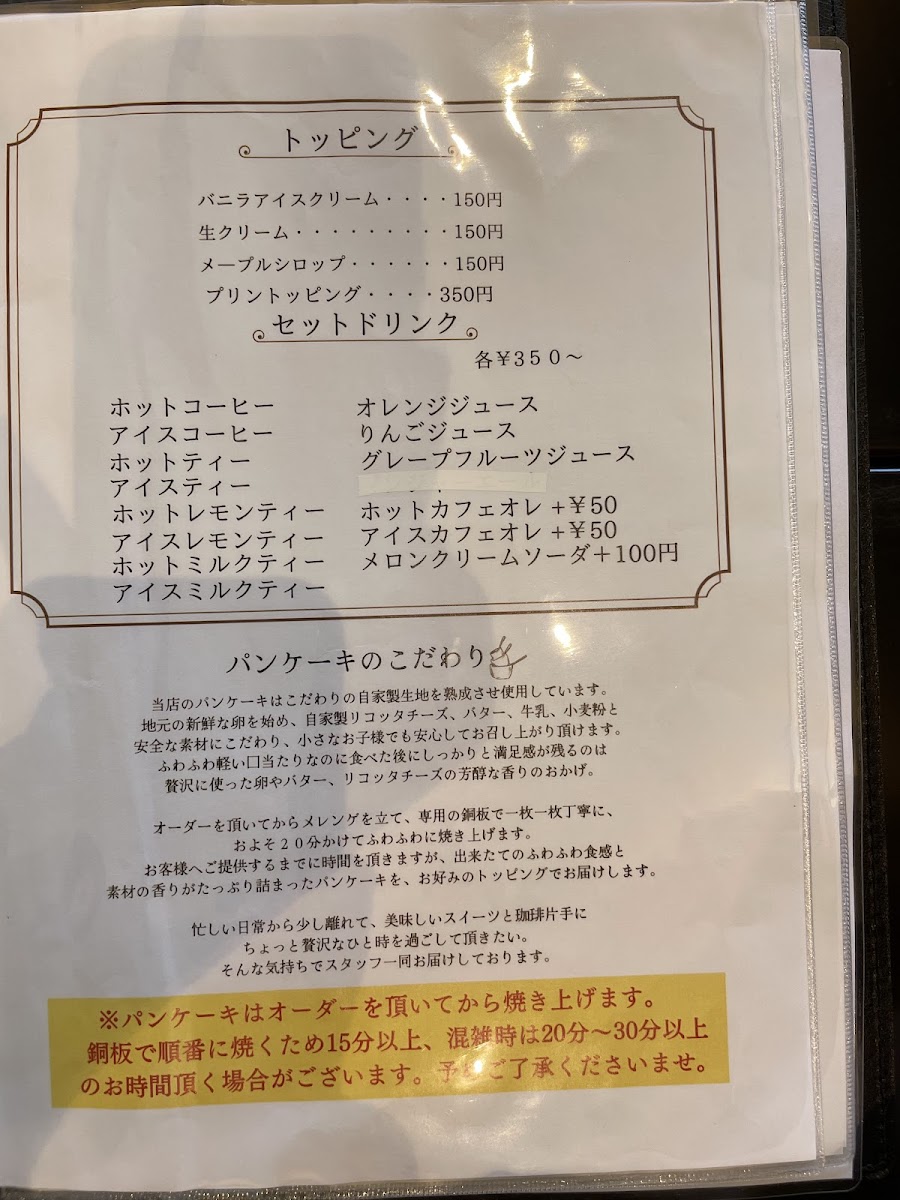 トッピング
バニラアイスクリーム・・・・150円
生クリーム・・・・・・・・・150円
メープルシロップ・・・・・・150円
プリントッピング・・・・350円
セットドリンク
各¥350～
ホットコーヒー
アイスコーヒー
ホットティー
アイスティー
ホットレモンティー
アイスレモンティー
ホットミルクティー
アイスミルクティー
オレンジジュース
りんごジュース
グレープフルーツジュース
ホットカフェオレ+¥50
アイスカフェオレ+¥50
メロンクリームソーダ+100円
パンケーキのこだわり
当店のパンケーキはこだわりの自家製生地を熟成させ使用しています。
地元の新鮮な卵を始め、自家製リコッタチーズ、バター、牛乳、小麦粉と
安全な素材にこだわり、小さなお子様でも安心してお召し上がり頂けます。
ふわふわ軽い口当たりなのに食べた後にしっかりと満足感が残るのは
贅沢に使った卵やバター、リコッタチーズの芳醇な香りのおかげ。
オーダーを頂いてからメレンゲを立て、専用の銅板で一枚一枚丁寧に、
およそ20分かけてふわふわに焼き上げます。
お客様へご提供するまでに時間を頂きますが、出来たてのふわふわ食感と
素材の香りがたっぷり詰まったパンケーキを、お好みのトッピングでお届けします。
忙しい日常から少し離れて、美味しいスイーツと珈琲片手に
ちょっと贅沢なひと時を過ごして頂きたい。
そんな気持ちでスタッフ一同お届けしております。
※パンケーキはオーダーを頂いてから焼き上げます。
銅板で順番に焼くため15分以上、混雑時は20分～30分以上
のお時間頂く場合がございます。予めご了承くださいませ。